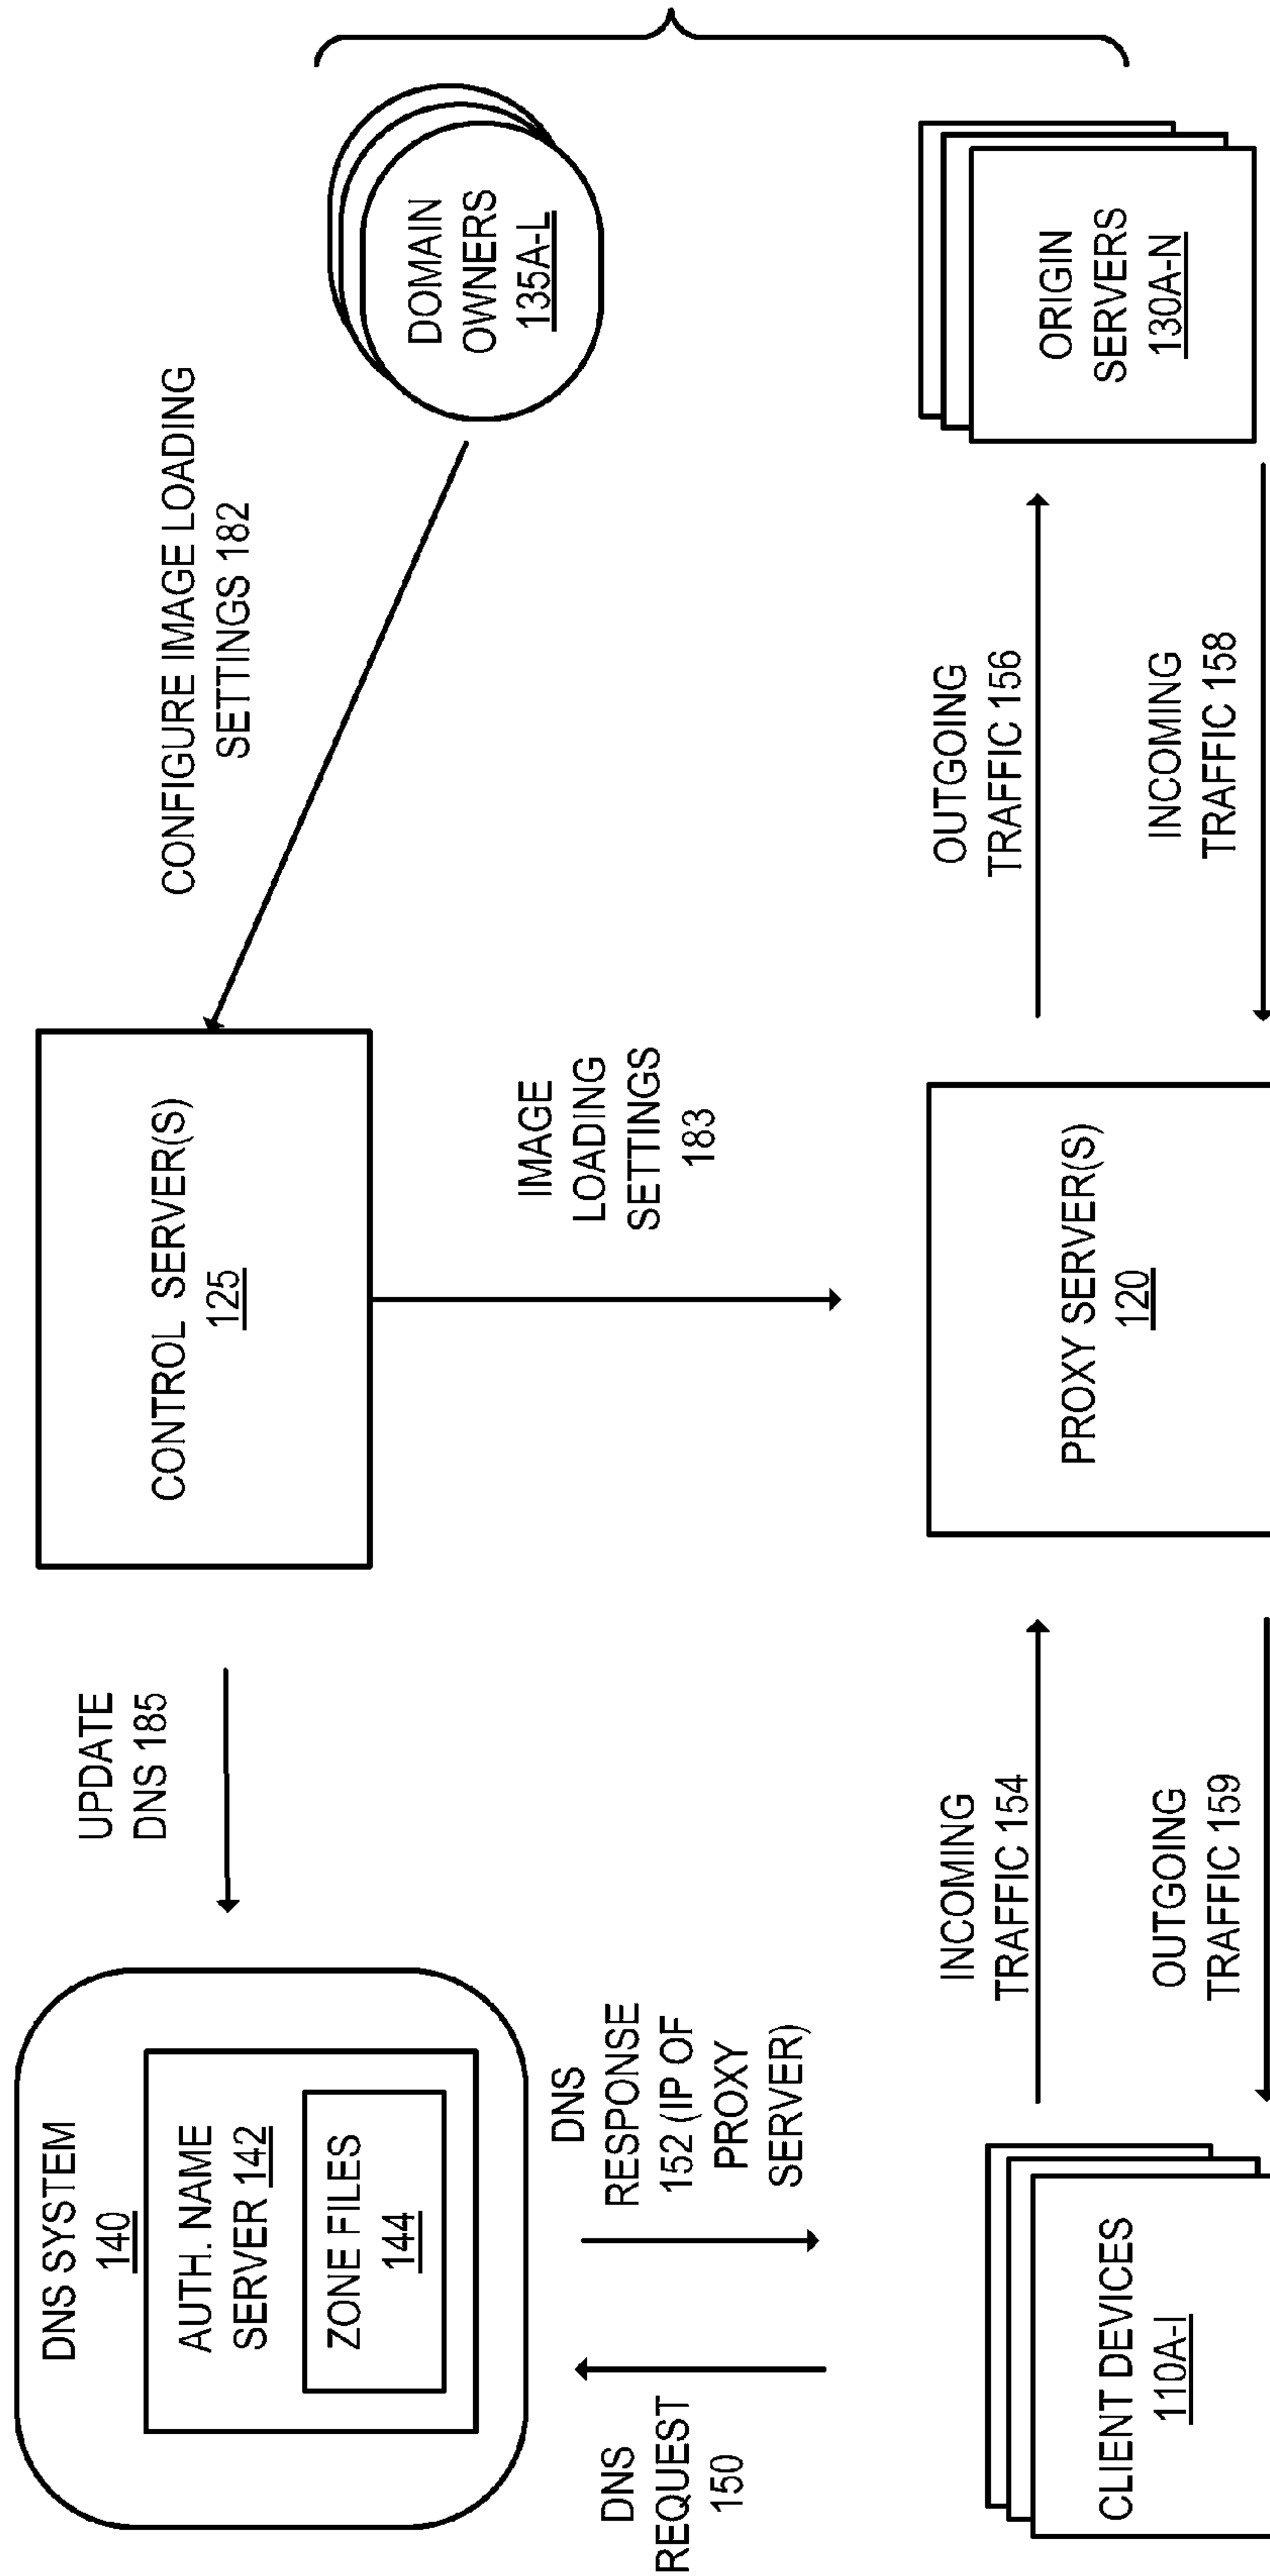 DNS SYSTEM
140
AUTH. NAME
SERVER 142
ZONE FILES
144
UPDATE
DNS 185
CONTROL SERVER(S)
125
CONFIGURE IMAGE LOADING
SETTINGS 182
DOMAIN
OWNERS
135A-L
DNS
REQUEST
150
DNS
RESPONSE
152 (IP OF
PROXY
SERVER)
IMAGE
LOADING
SETTINGS
183
CLIENT DEVICES
110A-I
INCOMING
TRAFFIC 154
OUTGOING
TRAFFIC 159
PROXY SERVER(S)
120
OUTGOING
TRAFFIC 156
INCOMING
TRAFFIC 158
ORIGIN
SERVERS
130A-N